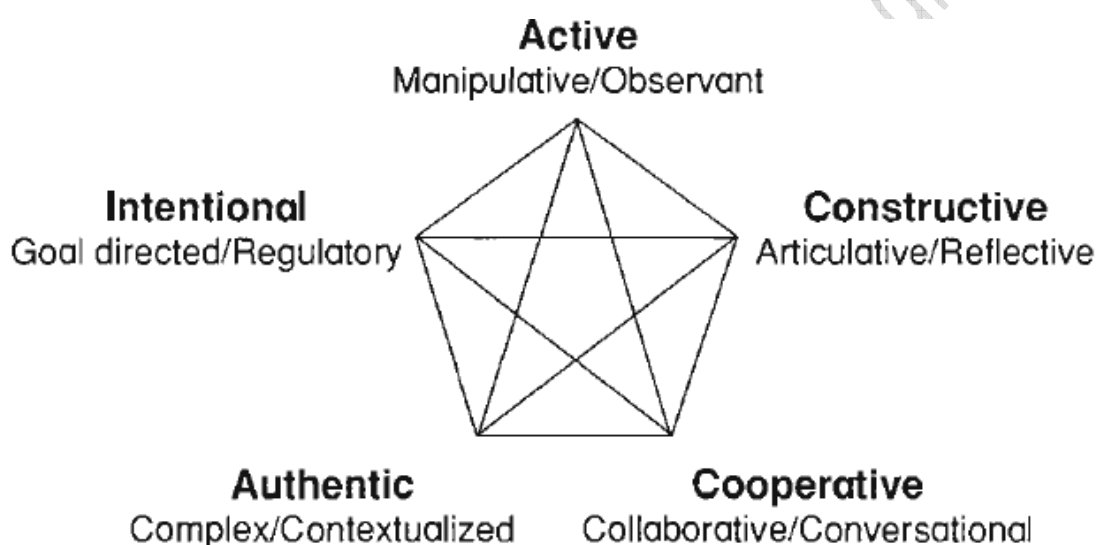 Active
Manipulative/Observant
Intentional
Goal directed/Regulatory
Constructive
Articulative/Reflective
Authentic
Complex/Contextualized
Cooperative
Collaborative/Conversational